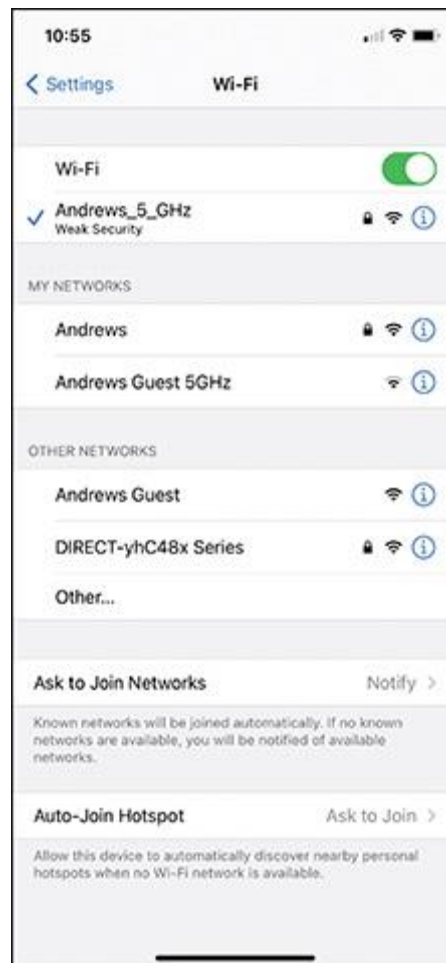 10:55
Settings
Wi-Fi
Wi-Fi
Andrews_5_GHz
Weak Security
MY NETWORKS
Andrews
Andrews Guest 5GHz
OTHER NETWORKS
Andrews Guest
DIRECT-yhC48x Series
Other...
Ask to Join Networks
Notify
Known networks will be joined automatically. If no known
networks are available, you will be notified of available
networks.
Auto-Join Hotspot
Ask to Join
Allow this device to automatically discover nearby personal
hotspots when no Wi-Fi network is available.